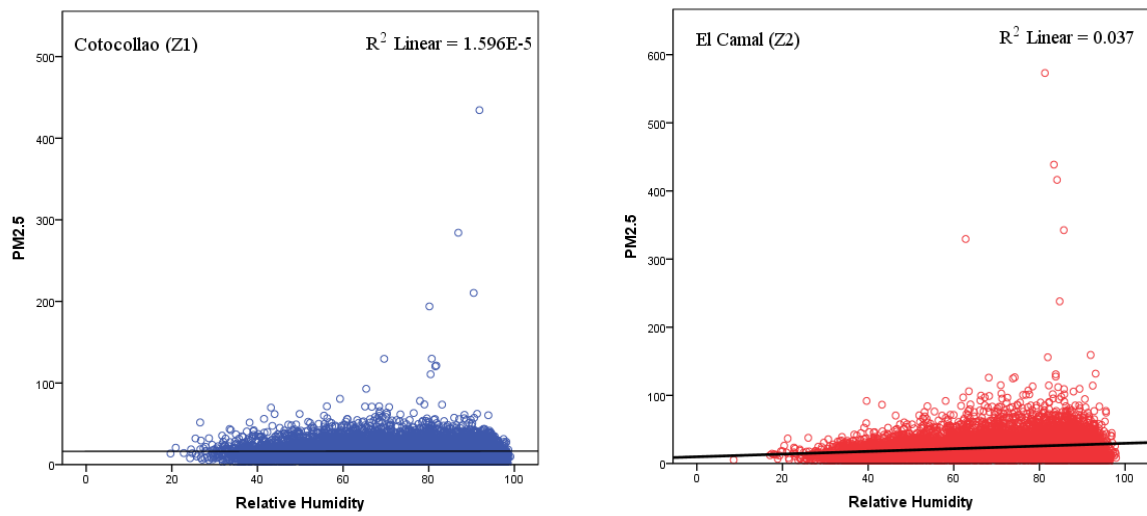 Cotocollao (Z1)
R² Linear = 1.596E-5
500
400
300
200
100
0
PM2.5
0 20 40 60 80 100
Relative Humidity
El Camal (Z2)
R² Linear = 0.037
600
500
400
300
200
100
0
PM2.5
0 20 40 60 80 100
Relative Humidity